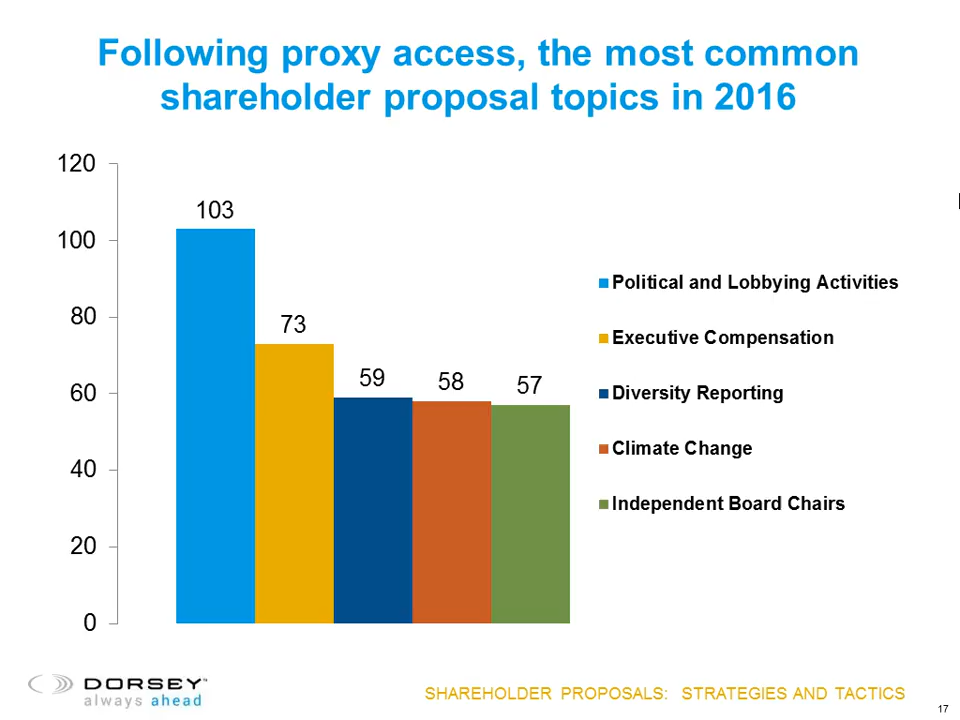 Following proxy access, the most common
shareholder proposal topics in 2016
120
100
80
60
40
20
0
103
73
59
58
57
Political and Lobbying Activities
Executive Compensation
Diversity Reporting
Climate Change
Independent Board Chairs
DORSEY™
always ahead
SHAREHOLDER PROPOSALS: STRATEGIES AND TACTICS
17